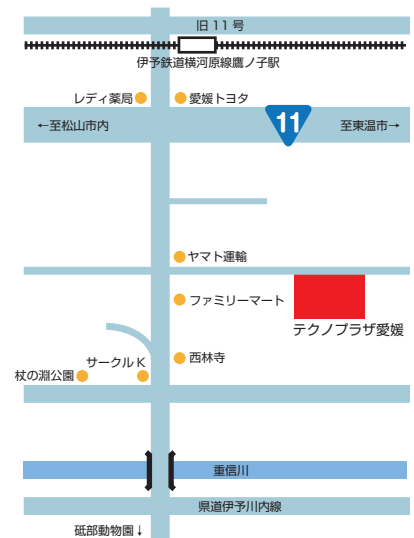 旧11号
伊予鉄道横河原線鷹ノ子駅
レディ薬局
愛媛トヨタ
←至松山市内
11
至東温市→
ヤマト運輸
ファミリーマート
テクノプラザ愛媛
サークルK
西林寺
杖の淵公園
重信川
県道伊予川内線
砥部動物園↓